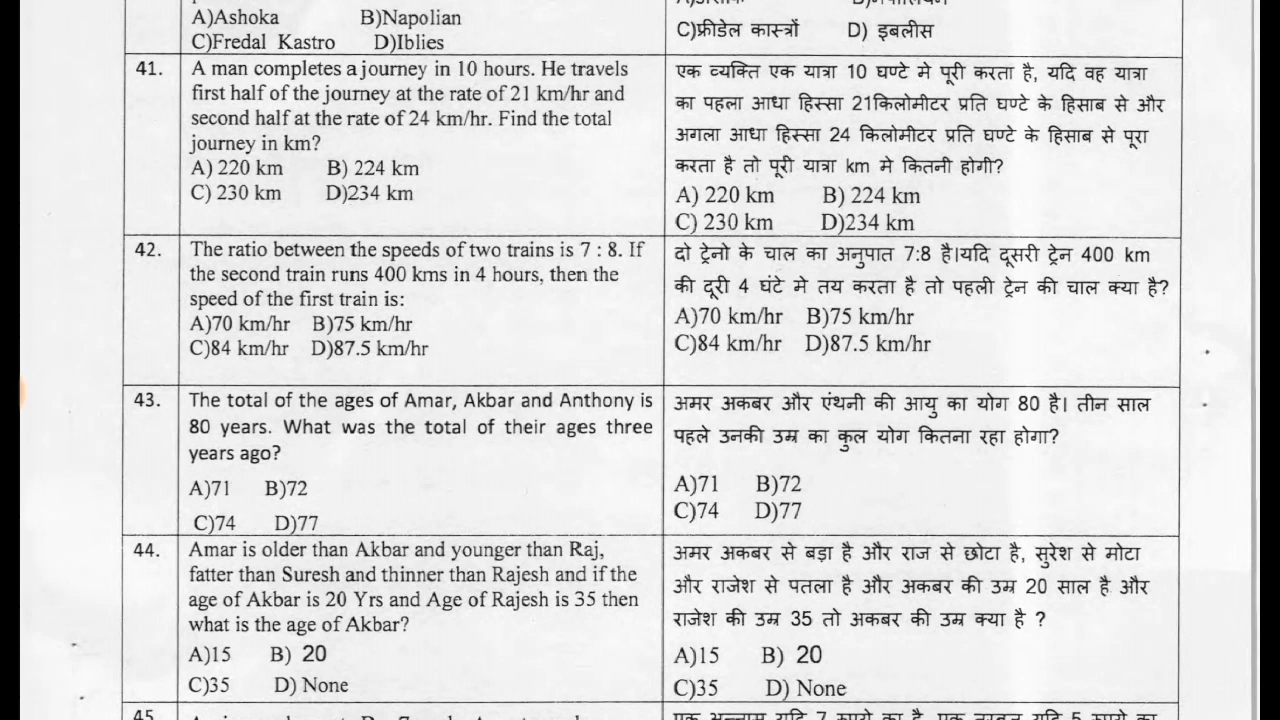 A)Ashoka B)Napolian
C)Fredal Kastro D)Iblies
C)फ्रीडेल कास्त्रों D) इबलीस
41.
A man completes a journey in 10 hours. He travels
first half of the journey at the rate of 21 km/hr and
second half at the rate of 24 km/hr. Find the total
journey in km?
A) 220 km B) 224 km
C) 230 km D)234 km
एक व्यक्ति एक यात्रा 10 घण्टे मे पूरी करता है, यदि वह यात्रा
का पहला आधा हिस्सा 21किलोमीटर प्रति घण्टे के हिसाब से और
अगला आधा हिस्सा 24 किलोमीटर प्रति घण्टे के हिसाब से पूरा
करता है तो पूरी यात्रा km मे कितनी होगी?
A) 220 km B) 224 km
C) 230 km D)234 km
42.
The ratio between the speeds of two trains is 7 : 8. If
the second train runs 400 kms in 4 hours, then the
speed of the first train is:
A)70 km/hr B)75 km/hr
C)84 km/hr D)87.5 km/hr
दो ट्रेनो के चाल का अनुपात 7:8 है।यदि दूसरी ट्रेन 400 km
की दूरी 4 घंटे मे तय करता है तो पहली ट्रेन की चाल क्या है?
A)70 km/hr B)75 km/hr
C)84 km/hr D)87.5 km/hr
43.
The total of the ages of Amar, Akbar and Anthony is
80 years. What was the total of their ages three
years ago?
A)71 B)72
C)74 D)77
अमर अकबर और एंथनी की आयु का योग 80 है। तीन साल
पहले उनकी उम्र का कुल योग कितना रहा होगा?
A)71 B)72
C)74 D)77
44.
Amar is older than Akbar and younger than Raj,
fatter than Suresh and thinner than Rajesh and if the
age of Akbar is 20 Yrs and Age of Rajesh is 35 then
what is the age of Akbar?
A)15 B) 20
C)35 D) None
अमर अकबर से बड़ा है और राज से छोटा है, सुरेश से मोटा
और राजेश से पतला है और अकबर की उम्र 20 साल है और
राजेश की उम्र 35 तो अकबर की उम्र क्या है ?
A)15 B) 20
C)35 D) None
45